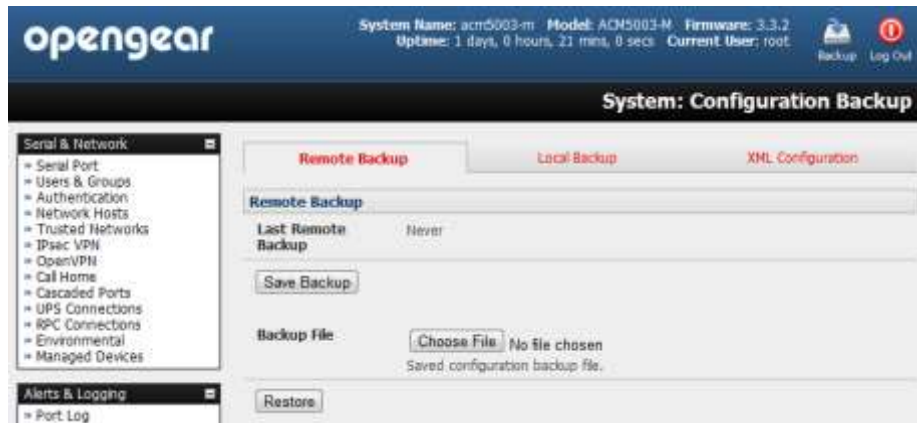 opengear
System Name: acm5003-m Model: ACM5003-M Firmware: 3.3.2
Uptime: 1 days, 0 hours, 21 mins, 0 secs Current User: root
Backup Log Out
System: Configuration Backup
Serial & Network
» Serial Port
» Users & Groups
» Authentication
» Network Hosts
» Trusted Networks
» IPsec VPN
» OpenVPN
» Call Home
» Cascaded Ports
» UPS Connections
» RPC Connections
» Environmental
» Managed Devices
Alerts & Logging
» Port Log
Remote Backup Local Backup XML Configuration
Remote Backup
Last Remote Backup Never
Save Backup
Backup File Choose File No file chosen
Saved configuration backup file.
Restore